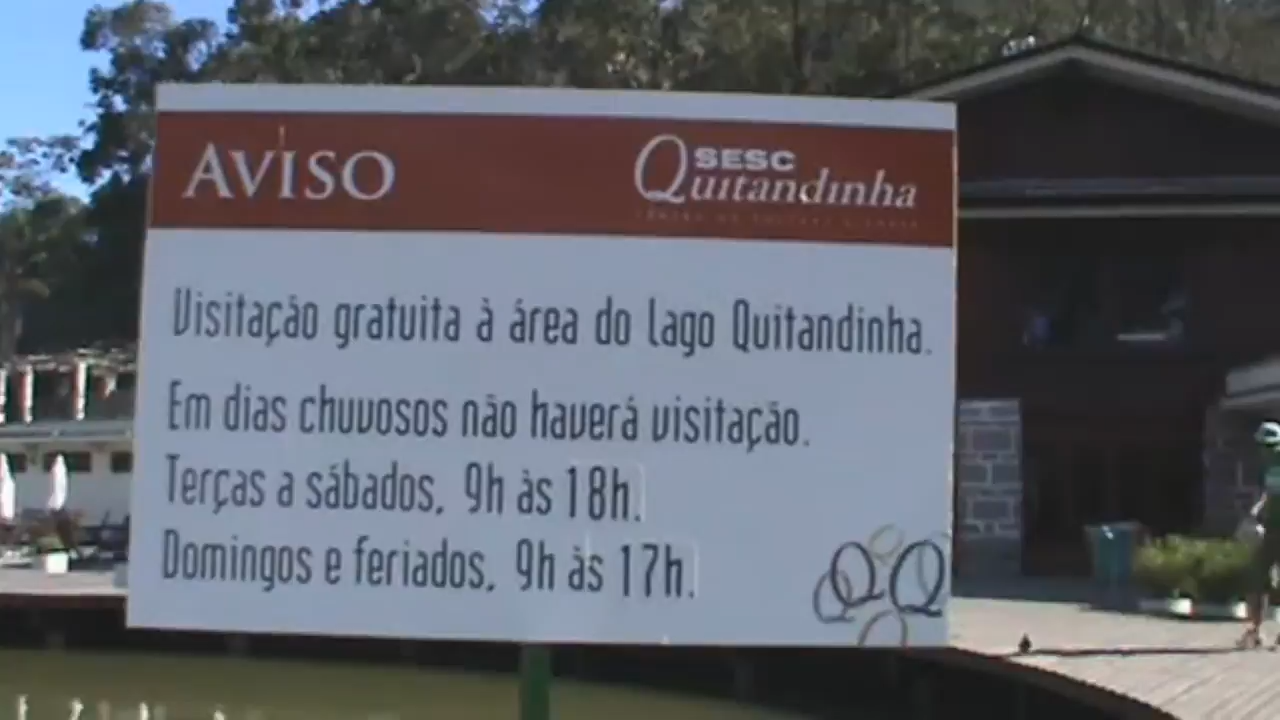 AVISO
SESC
Quitandinha
Visitação gratuita à área do Lago Quitandinha.
Em dias chuvosos não haverá visitação.
Terças a sábados, 9h às 18h.
Domingos e feriados, 9h às 17h.